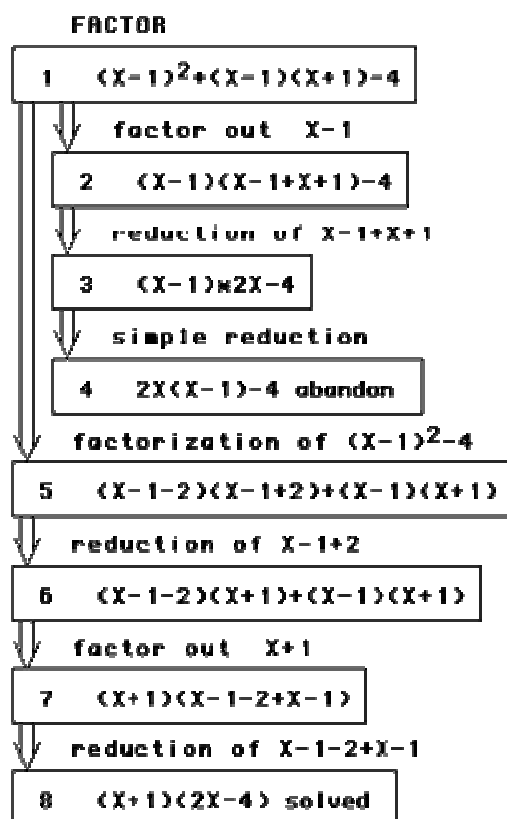 FACTOR
1 (X-1)²+(X-1)(X+1)-4
factor out X-1
2 (X-1)(X-1+X+1)-4
reduction of X-1+X+1
3 (X-1)*2X-4
simple reduction
4 2X(X-1)-4 abandon
factorization of (X-1)²-4
5 (X-1-2)(X-1+2)+(X-1)(X+1)
reduction of X-1+2
6 (X-1-2)(X+1)+(X-1)(X+1)
factor out X+1
7 (X+1)(X-1-2+X-1)
reduction of X-1-2+X-1
8 (X+1)(2X-4) solved